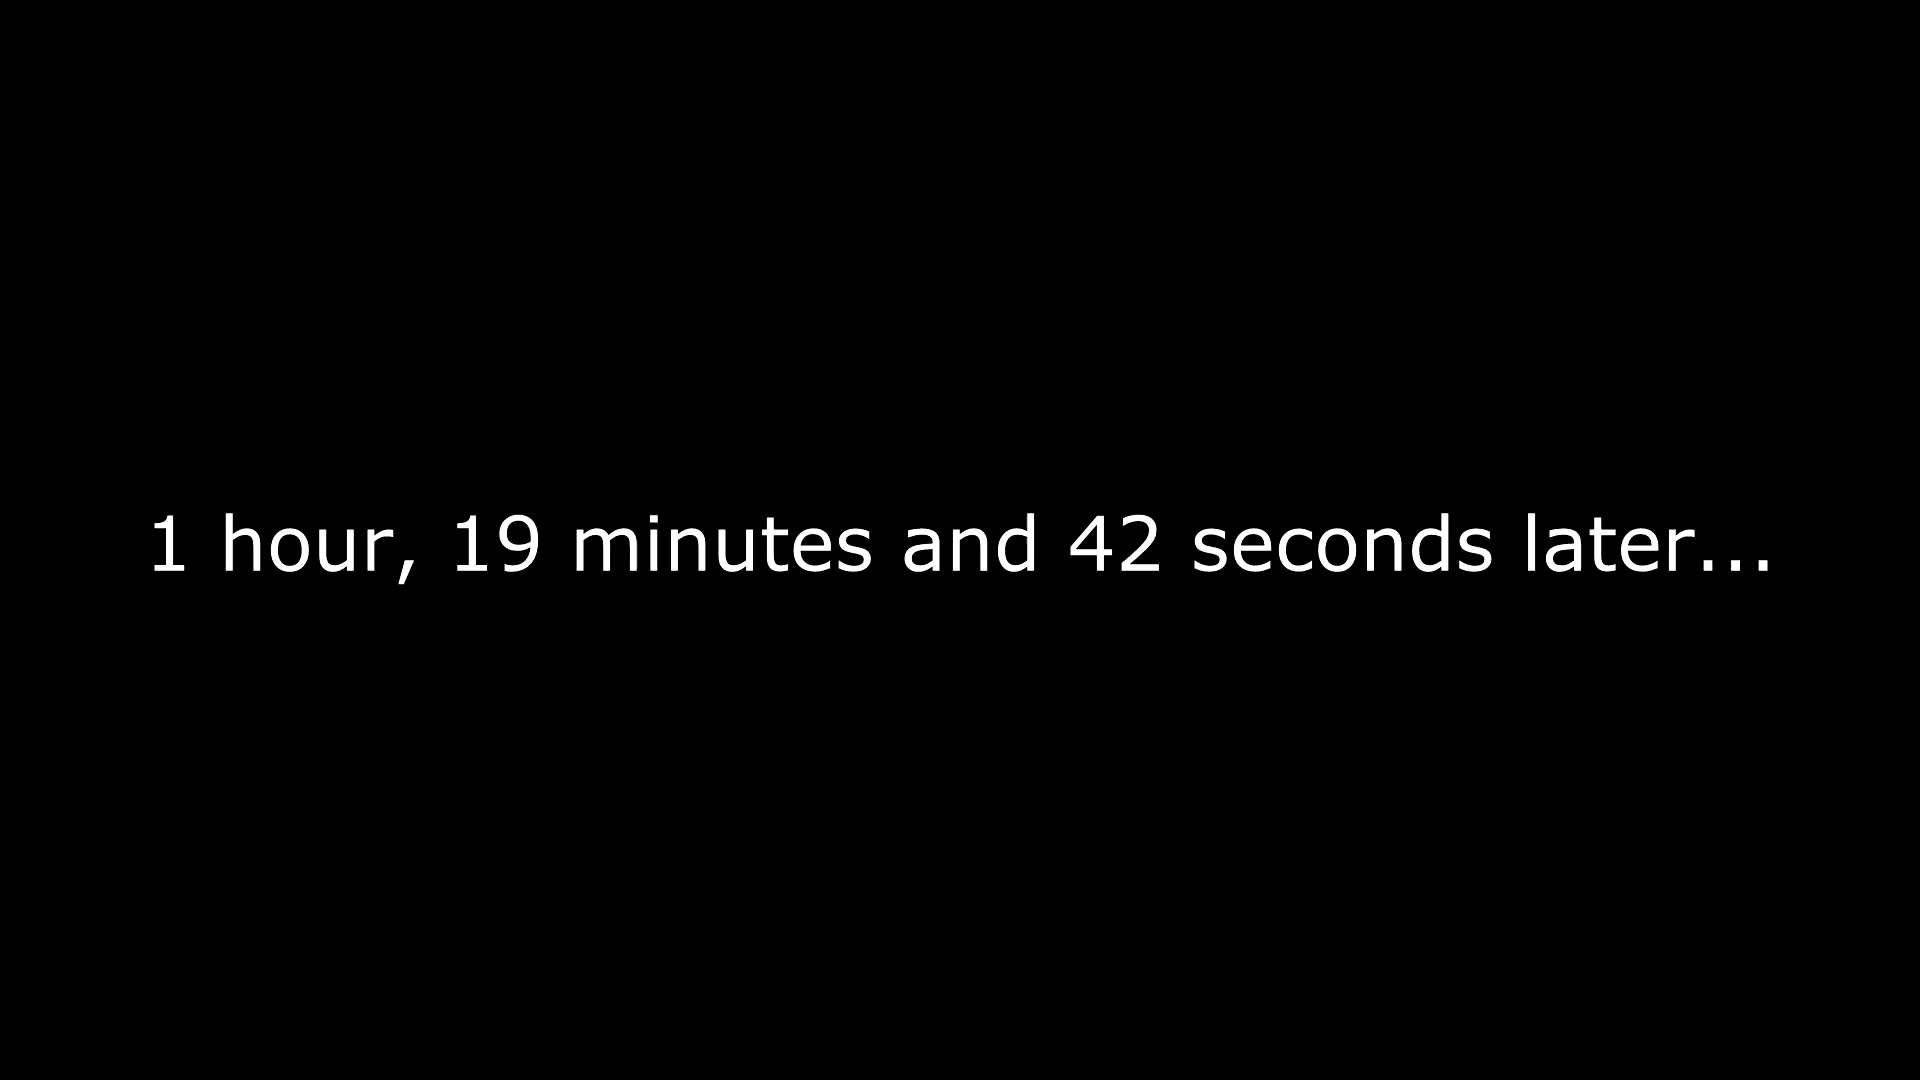 1 hour, 19 minutes and 42 seconds later...